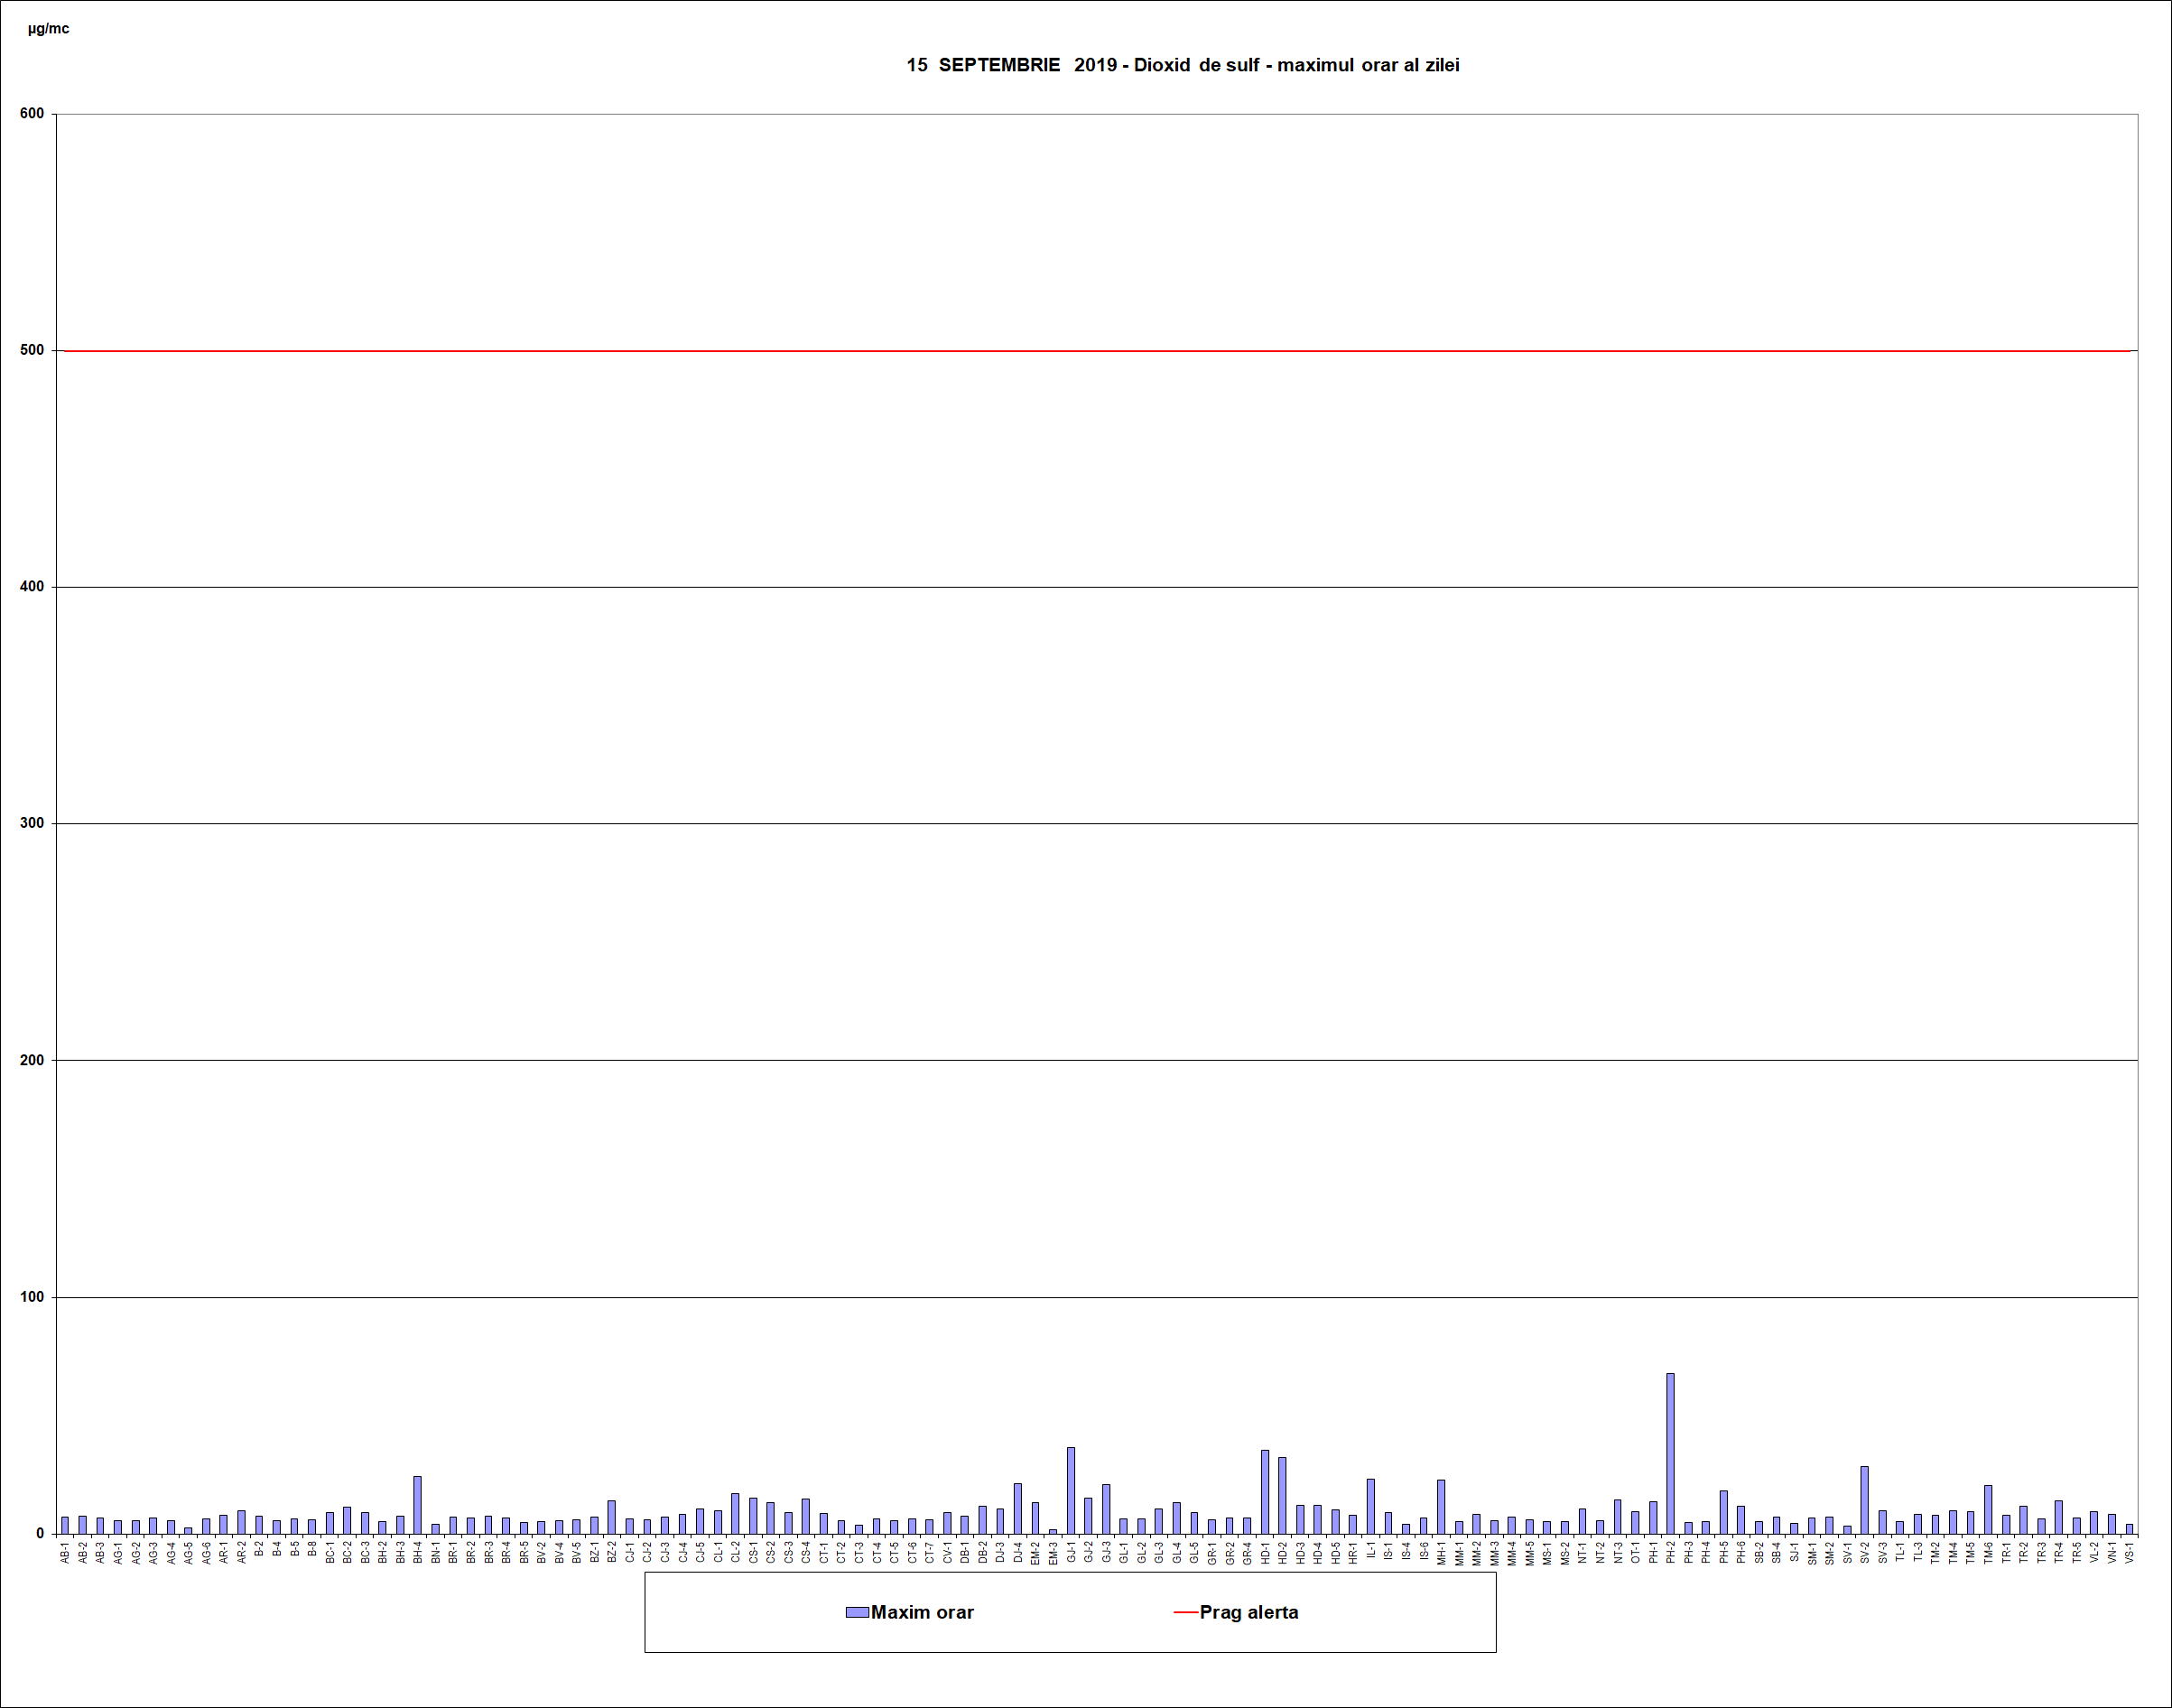 µg/mc
15 SEPTEMBRIE 2019 - Dioxid de sulf - maximul orar al zilei
600
500
400
300
200
100
0
AB-1 AB-2 AB-3 AG-1 AG-2 AG-3 AG-4 AG-5 AG-6 AR-1 AR-2 B-2 B-4 B-5 B-8 BC-1 BC-2 BC-3 BH-2 BH-3 BH-4 BN-1 BR-1 BR-2 BR-3 BR-4 BR-5 BV-2 BV-4 BV-5 BZ-1 BZ-2 CJ-1 CJ-2 CJ-3 CJ-4 CJ-5 CL-1 CL-2 CS-1 CS-2 CS-3 CS-4 CT-1 CT-2 CT-3 CT-4 CT-5 CT-6 CT-7 CV-1 DB-1 DB-2 DJ-3 DJ-4 EM-2 EM-3 GJ-1 GJ-2 GJ-3 GL-1 GL-2 GL-3 GL-4 GL-5 GR-1 GR-2 GR-4 HD-1 HD-2 HD-3 HD-4 HD-5 HR-1 IL-1 IS-1 IS-4 IS-6 MH-1 MM-1 MM-2 MM-3 MM-4 MM-5 MS-1 MS-2 NT-1 NT-2 NT-3 OT-1 PH-1 PH-2 PH-3 PH-4 PH-5 PH-6 SB-2 SB-4 SJ-1 SM-1 SM-2 SV-1 SV-2 SV-3 TL-1 TL-3 TM-2 TM-4 TM-5 TM-6 TR-1 TR-2 TR-3 TR-4 TR-5 VL-2 VN-1 VS-1
Maxim orar Prag alerta